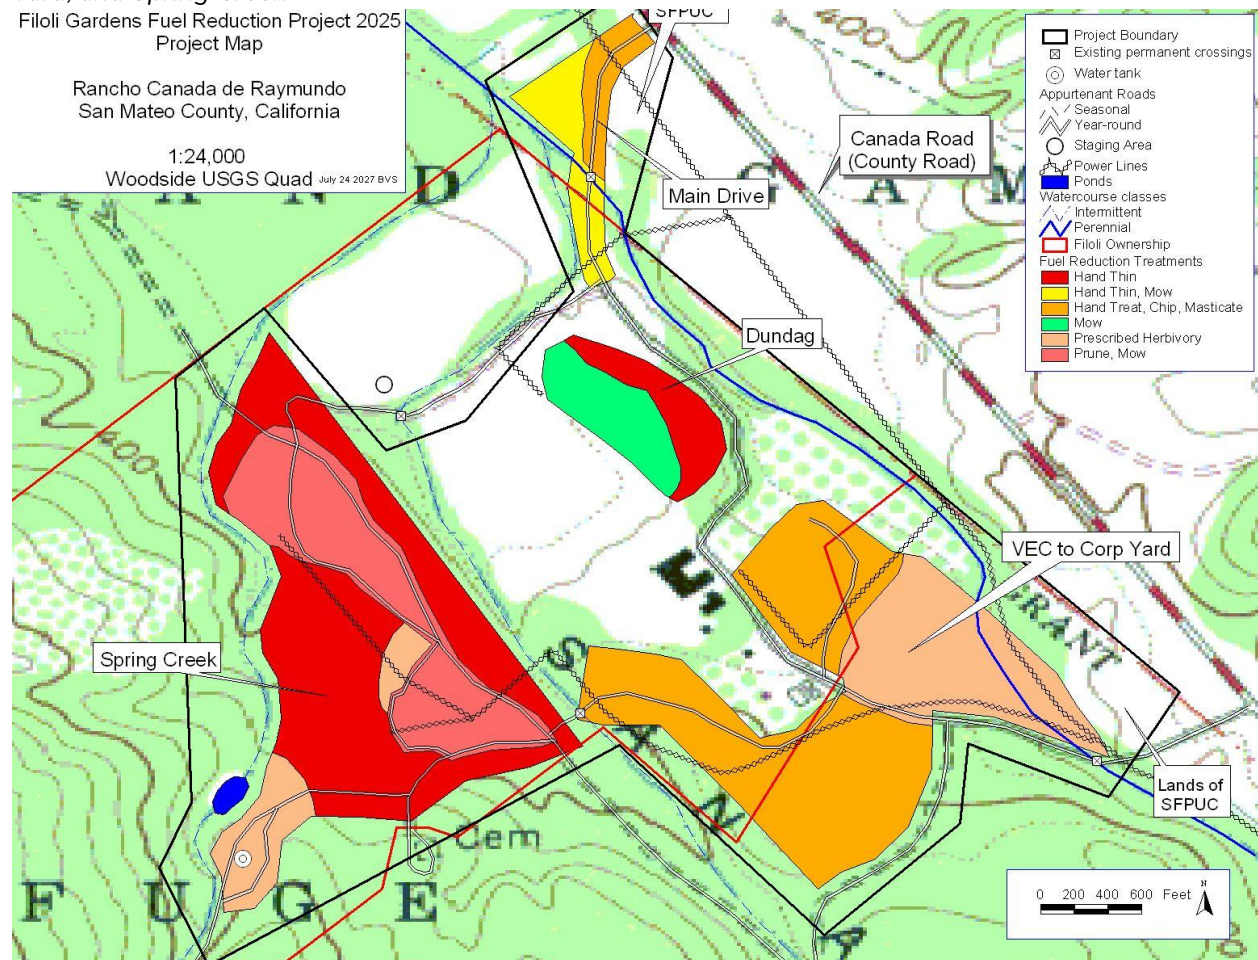 Filoli Gardens Fuel Reduction Project 2025
Project Map
Rancho Canada de Raymundo
San Mateo County, California
1:24,000
Woodside USGS Quad July 24 2027 BVS
SFPUC
Canada Road
(County Road)
Main Drive
Dundag
VEC to Corp Yard
Spring Creek
Lands of
SFPUC
Project Boundary
Existing permanent crossings
Water tank
Appurtenant Roads
Seasonal
Year-round
Staging Area
Power Lines
Ponds
Watercourse classes
Intermittent
Perennial
Filoli Ownership
Fuel Reduction Treatments
Hand Thin
Hand Thin, Mow
Hand Treat, Chip, Masticate
Mow
Prescribed Herbivory
Prune, Mow
A N D
G A M
600
GRANT
S A N A
Cem
F U G E
0 200 400 600 Feet
N